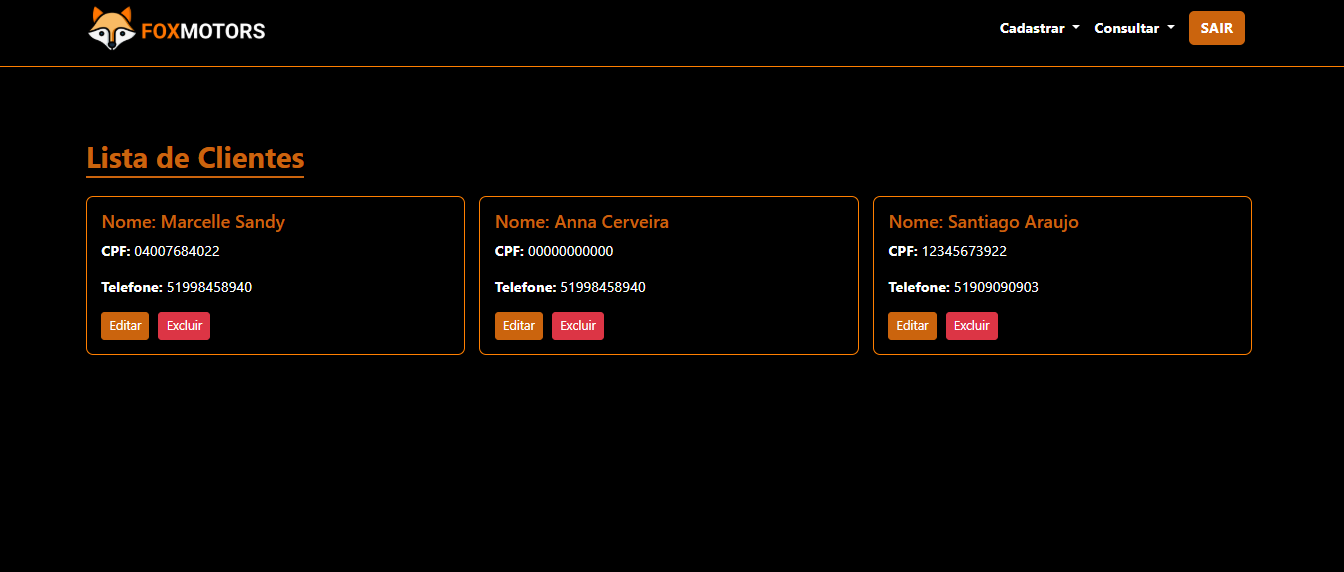 FOXMOTORS
Cadastrar Consultar SAIR
Lista de Clientes
Nome: Marcelle Sandy
CPF: 04007684022
Telefone: 51998458940
Editar Excluir
Nome: Anna Cerveira
CPF: 00000000000
Telefone: 51998458940
Editar Excluir
Nome: Santiago Araujo
CPF: 12345673922
Telefone: 51909090903
Editar Excluir